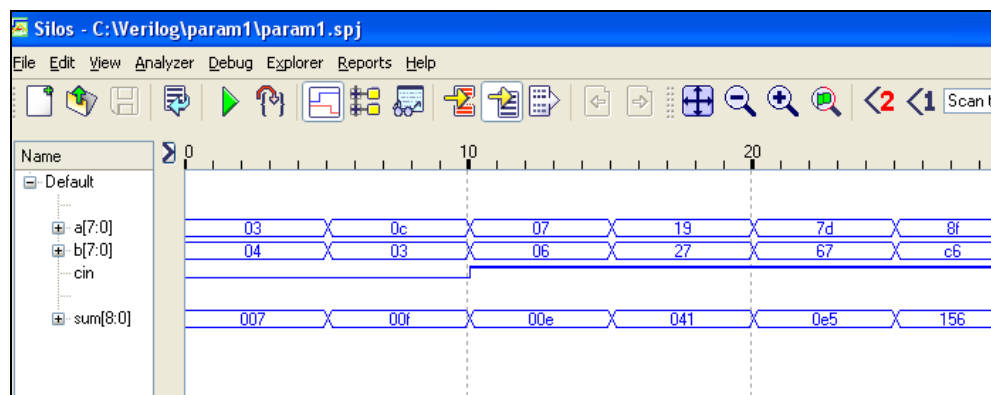 Silos - C:\Verilog\param1\param1.spj
File Edit View Analyzer Debug Explorer Reports Help
2 1 Scan
Name 0 10 20
Default
a[7:0] 03 0c 07 19 7d 8f
b[7:0] 04 03 06 27 67 c6
cin
sum[8:0] 007 00f 00e 041 0e5 156